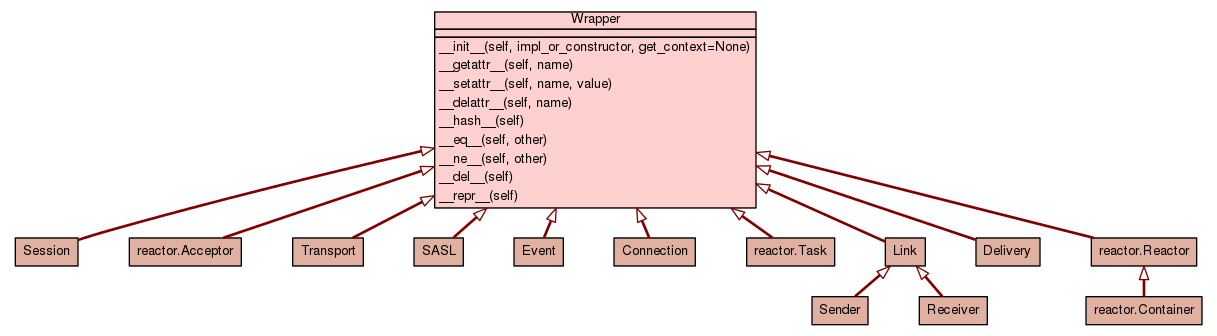 Wrapper
__init__(self, impl_or_constructor, get_context=None)
__getattr__(self, name)
__setattr__(self, name, value)
__delattr__(self, name)
__hash__(self)
__eq__(self, other)
__ne__(self, other)
__del__(self)
__repr__(self)
Session
reactor.Acceptor
Transport
SASL
Event
Connection
reactor.Task
Link
Delivery
reactor.Reactor
Sender
Receiver
reactor.Container